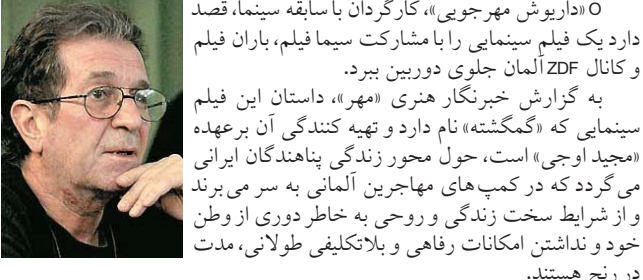 o «داریوش مهرجویی»، کارگردان با سابقه سینما، قصد
دارد یک فیلم سینمایی را با مشارکت سیما فیلم، باران فیلم
و کانال ZDF آلمان جلوی دوربین ببرد.
به گزارش خبرنگار هنری «مهر»، داستان این فیلم
سینمایی که «گمگشته» نام دارد و تهیه کنندگی آن برعهده
«مجید اوجی» است، حول محور زندگی پناهندگان ایرانی
می گردد که در کمپ های مهاجرین آلمانی به سر می برند
و از شرایط سخت زندگی و روحی به خاطر دوری از وطن
خود و نداشتن امکانات رفاهی و بلاتکلیفی طولانی، مدت
در رنج هستند.